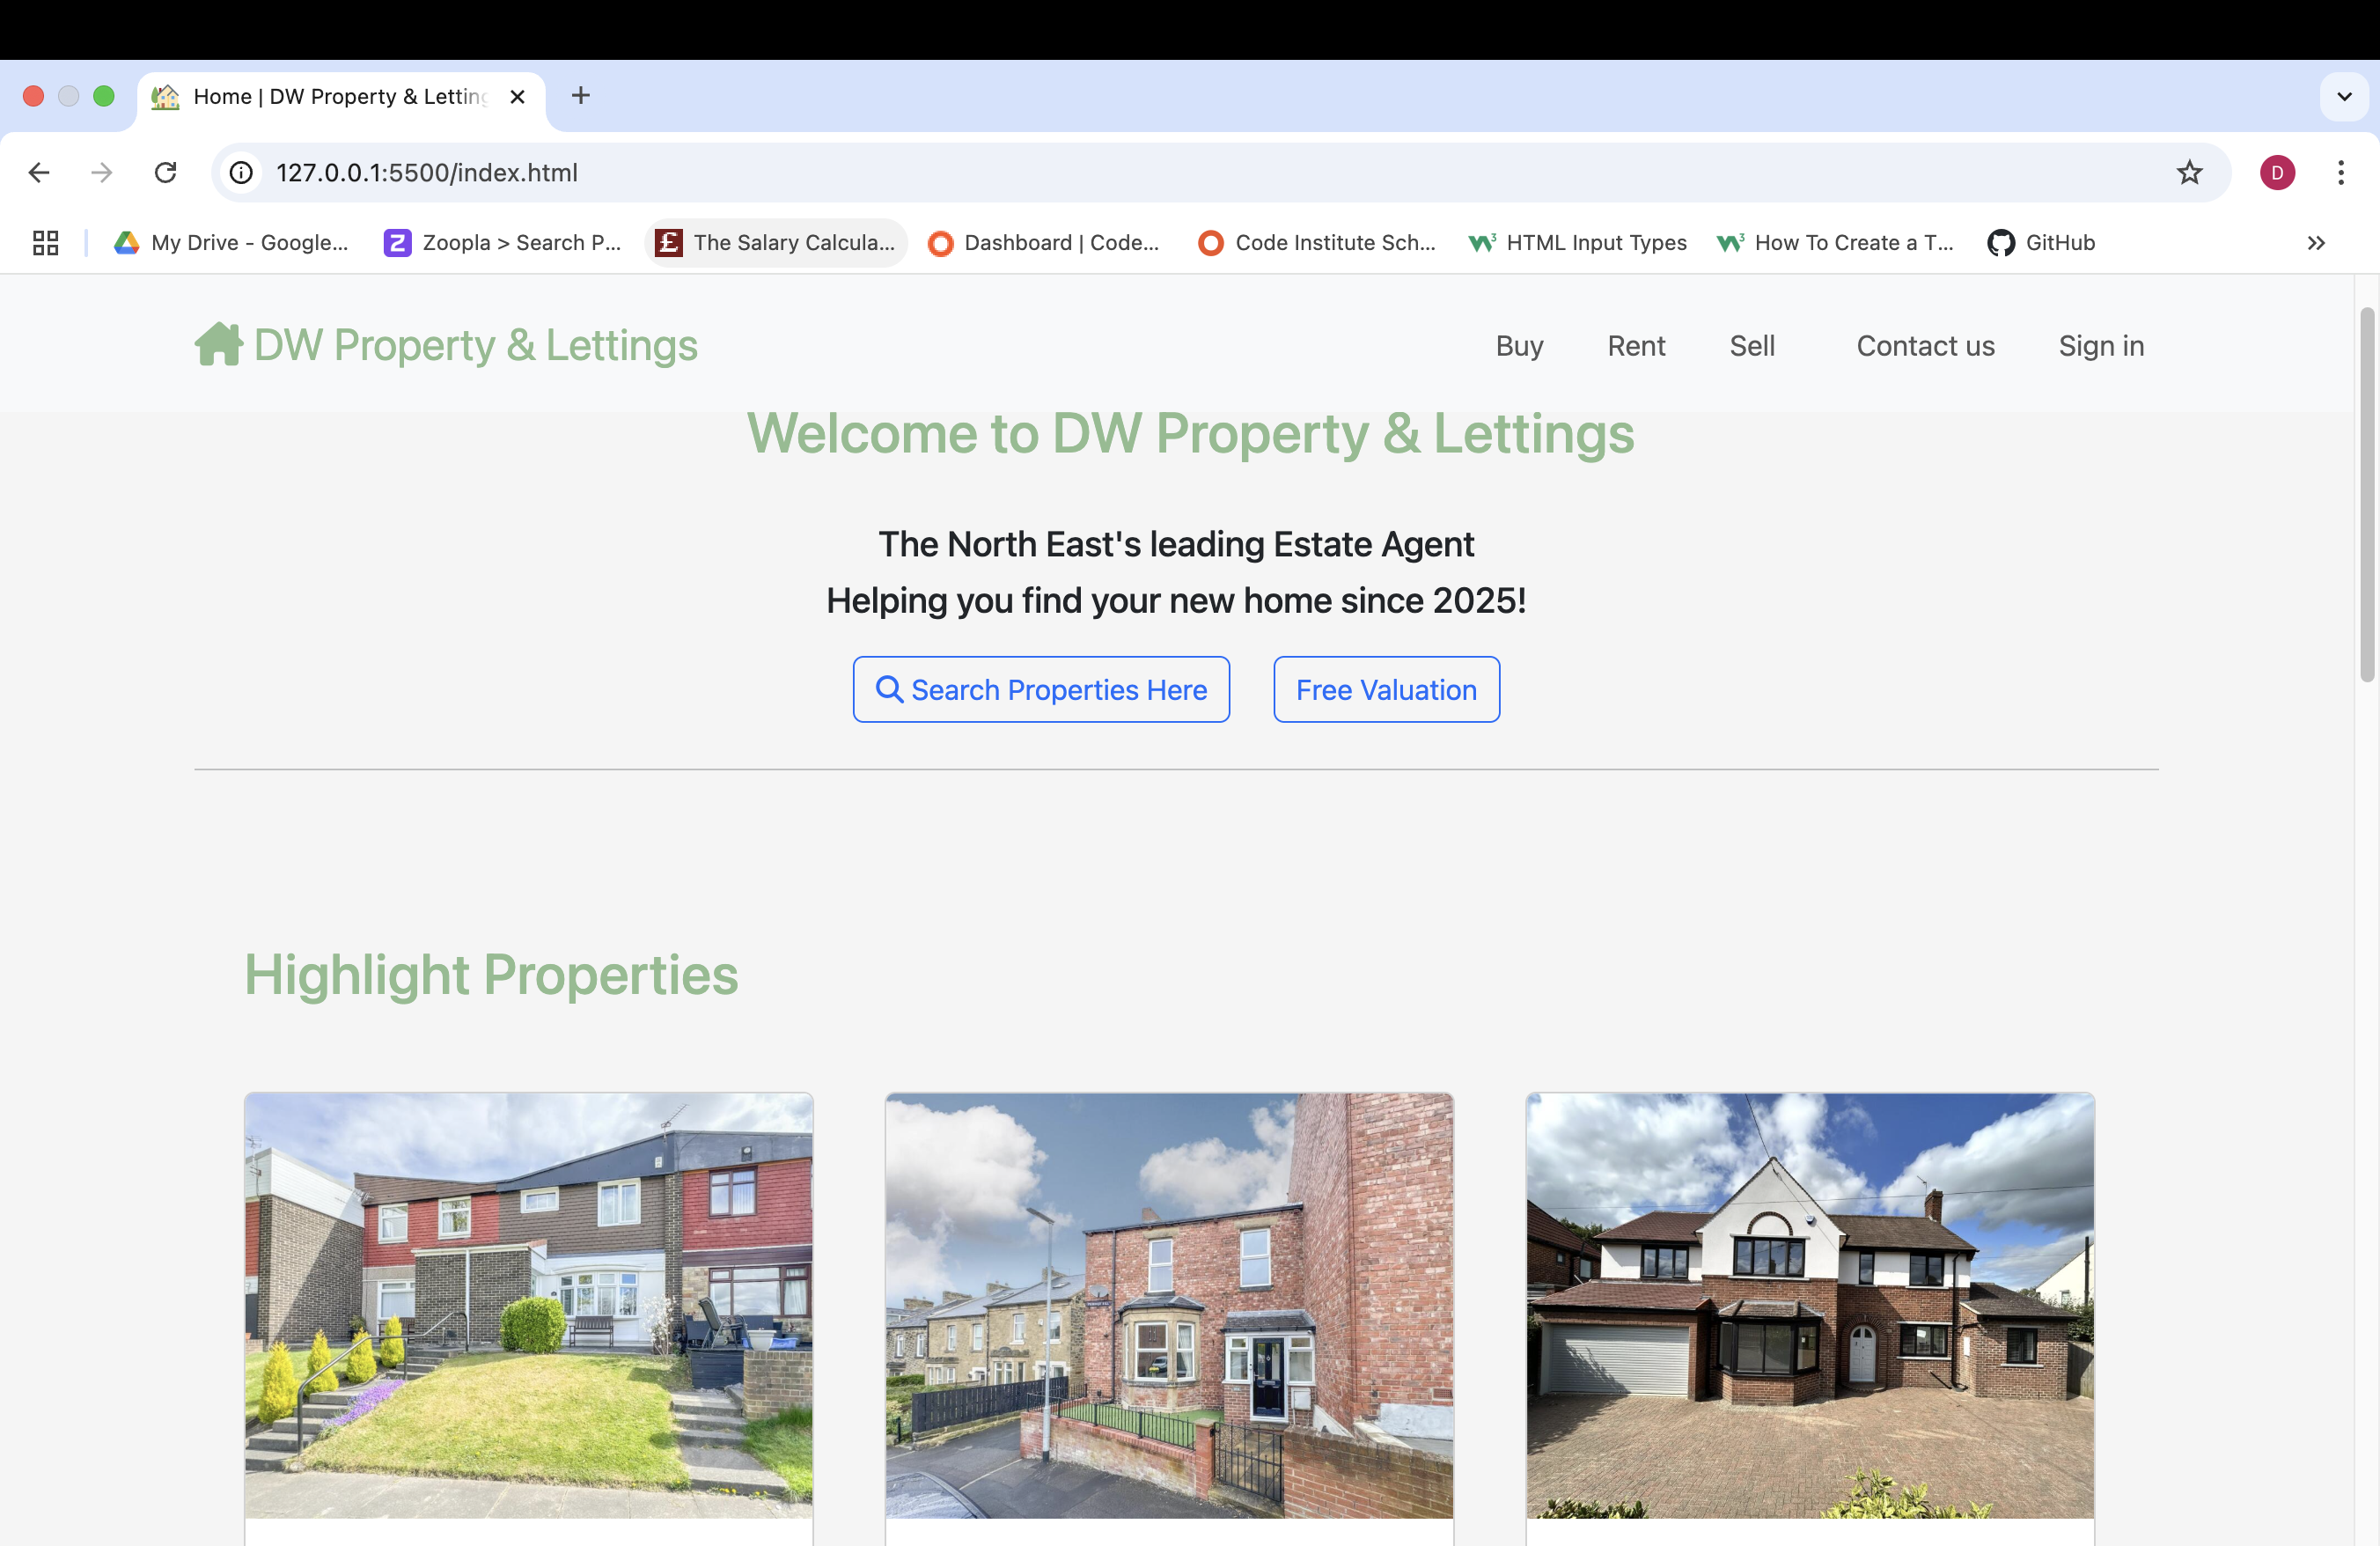 Home | DW Property & Letting
127.0.0.1:5500/index.html
My Drive - Google...
Zoopla > Search P...
The Salary Calcula...
Dashboard | Code...
Code Institute Sch...
HTML Input Types
How To Create a T...
GitHub
D
DW Property & Lettings
Buy
Rent
Sell
Contact us
Sign in
Welcome to DW Property & Lettings
The North East's leading Estate Agent
Helping you find your new home since 2025!
Search Properties Here
Free Valuation
Highlight Properties